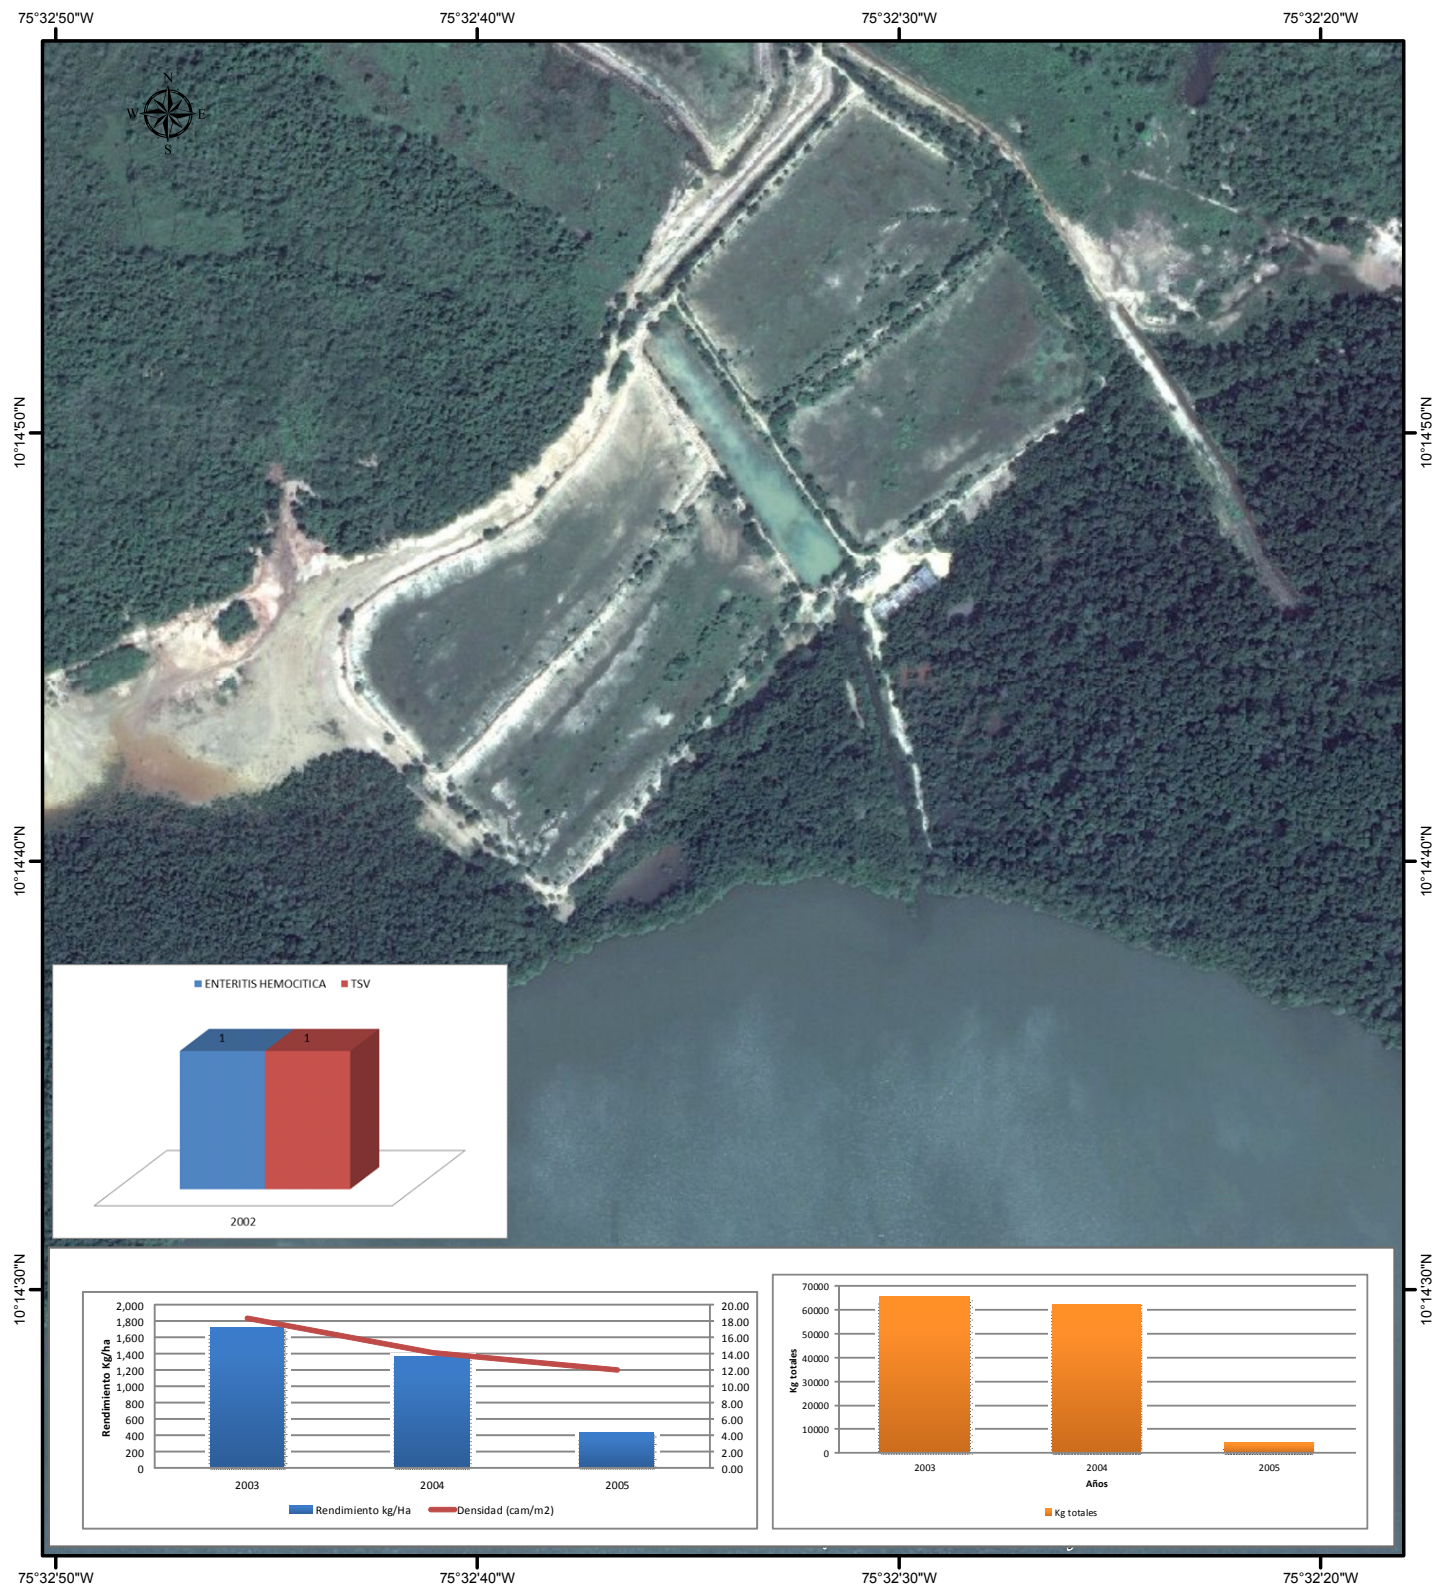 75°32'50"W 75°32'40"W 75°32'30"W 75°32'20"W
N
W E
S
10°14'50"N 10°14'50"N
10°14'40"N 10°14'40"N
10°14'30"N 10°14'30"N
ENTERITIS HEMOCITICA TSV
1 1
2002
Rendimiento Kg/ha
2,000
1,800
1,600
1,400
1,200
1,000
800
600
400
200
0
20.00
18.00
16.00
14.00
12.00
10.00
8.00
6.00
4.00
2.00
0.00
2003 2004 2005
Rendimiento kg/Ha Densidad (cam/m2)
Kg totales
70000
60000
50000
40000
30000
20000
10000
0
2003 2004 2005
Años
Kg totales
75°32'50"W 75°32'40"W 75°32'30"W 75°32'20"W